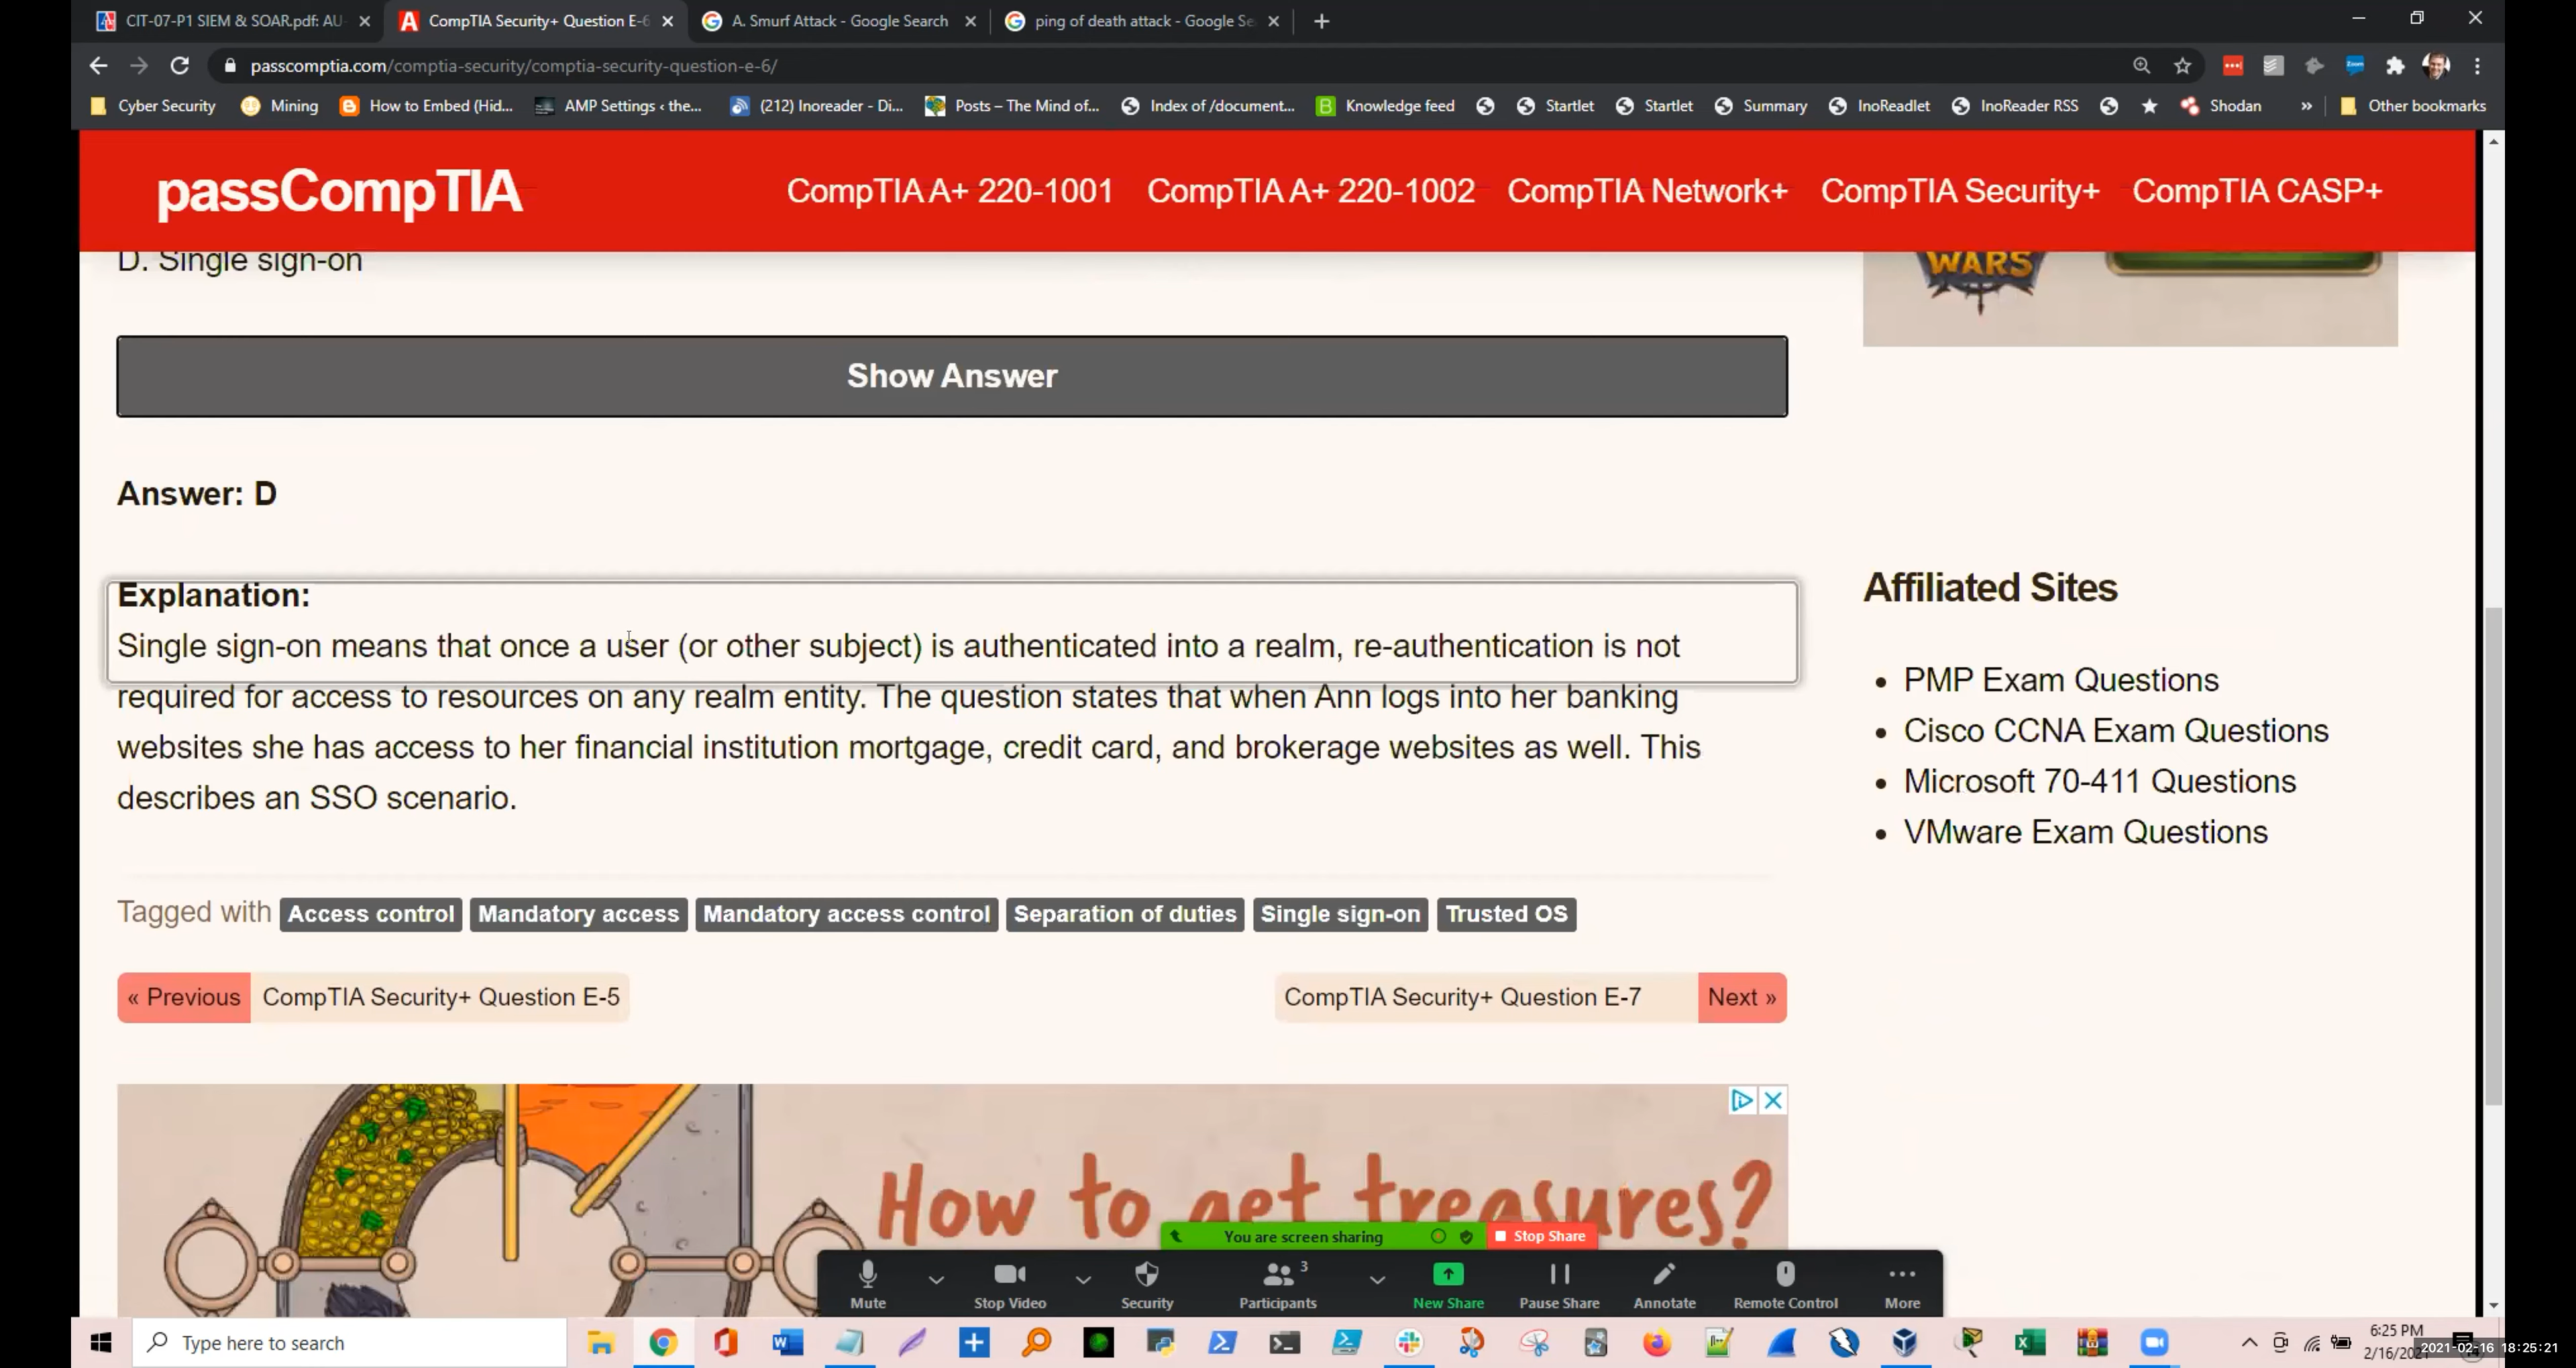 CIT-07-P1 SIEM & SOAR.pdf: AU
CompTIA Security+ Question E-6
A. Smurf Attack - Google Search
ping of death attack - Google Se
passcomptia.com/comptia-security/comptia-security-question-e-6/
Cyber Security
Mining
How to Embed (Hid...
AMP Settings ‹ the...
(212) Inoreader - Di...
Posts – The Mind of...
Index of /document...
Knowledge feed
Startlet
Startlet
Summary
InoReadlet
InoReader RSS
Shodan
»
Other bookmarks
passCompTIA
CompTIA A+ 220-1001
CompTIA A+ 220-1002
CompTIA Network+
CompTIA Security+
CompTIA CASP+
D. Single sign-on
WARS
Show Answer
Answer: D
Explanation:
Single sign-on means that once a user (or other subject) is authenticated into a realm, re-authentication is not
required for access to resources on any realm entity. The question states that when Ann logs into her banking
websites she has access to her financial institution mortgage, credit card, and brokerage websites as well. This
describes an SSO scenario.
Affiliated Sites
• PMP Exam Questions
• Cisco CCNA Exam Questions
• Microsoft 70-411 Questions
• VMware Exam Questions
Tagged with Access control Mandatory access Mandatory access control Separation of duties Single sign-on Trusted OS
« Previous CompTIA Security+ Question E-5
CompTIA Security+ Question E-7 Next »
How to get treasures?
You are screen sharing
Stop Share
3
Mute
Stop Video
Security
Participants
New Share
Pause Share
Annotate
Remote Control
More
Type here to search
6:25 PM
2/16/202
2021-02-16 18:25:21